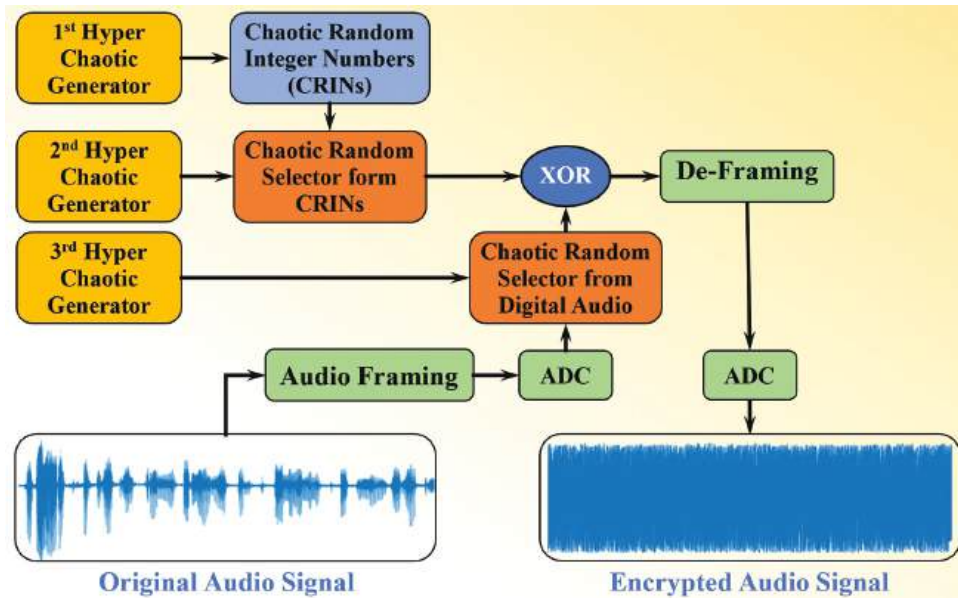 1st Hyper
Chaotic
Generator
Chaotic Random
Integer Numbers
(CRINs)
2nd Hyper
Chaotic
Generator
Chaotic Random
Selector form
CRINs
XOR
De-Framing
3rd Hyper
Chaotic
Generator
Chaotic Random
Selector from
Digital Audio
Audio Framing
ADC
ADC
Original Audio Signal
Encrypted Audio Signal